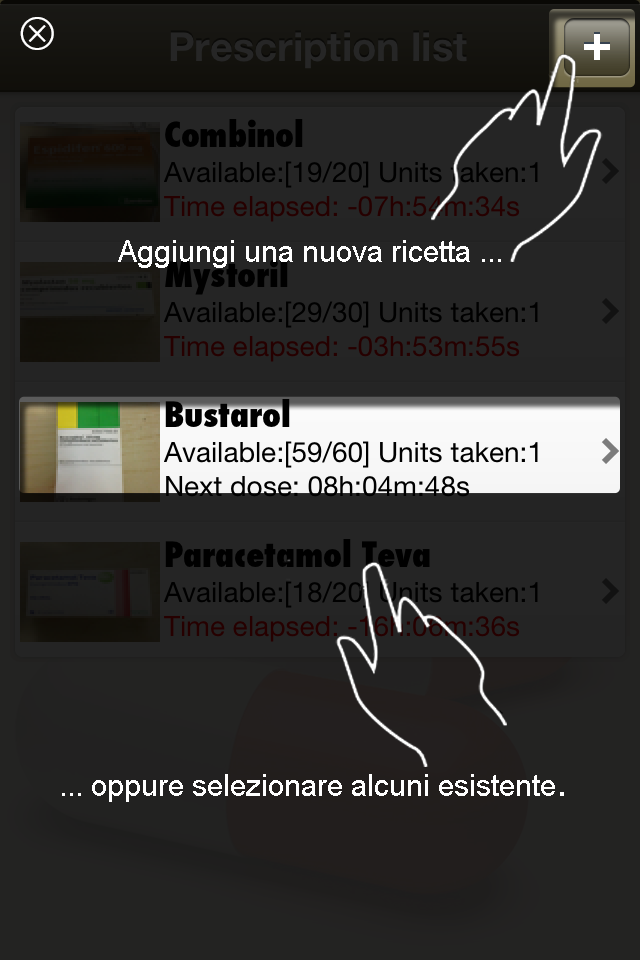 Prescription list
Combinol
Available:[19/20] Units taken:1
Time elapsed: -07h:54m:34s
Aggiungi una nuova ricetta ...
Mystoril
Available:[29/30] Units taken:1
Time elapsed: -03h:53m:55s
Bustarol
Available:[59/60] Units taken:1
Next dose: 08h:04m:48s
Paracetamol Teva
Available:[18/20] Units taken:1
Time elapsed: -16h:06m:36s
... oppure selezionare alcuni esistente.